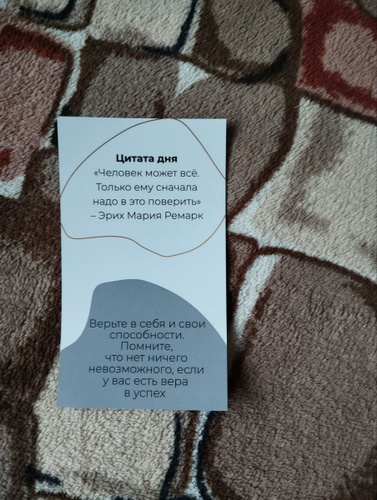 Цитата дня
«Человек может всё.
Только ему сначала
надо в это поверить»
– Эрих Мария Ремарк
Верьте в себя и свои
способности.
Помните,
что нет ничего
невозможного, если
у вас есть вера
в успех